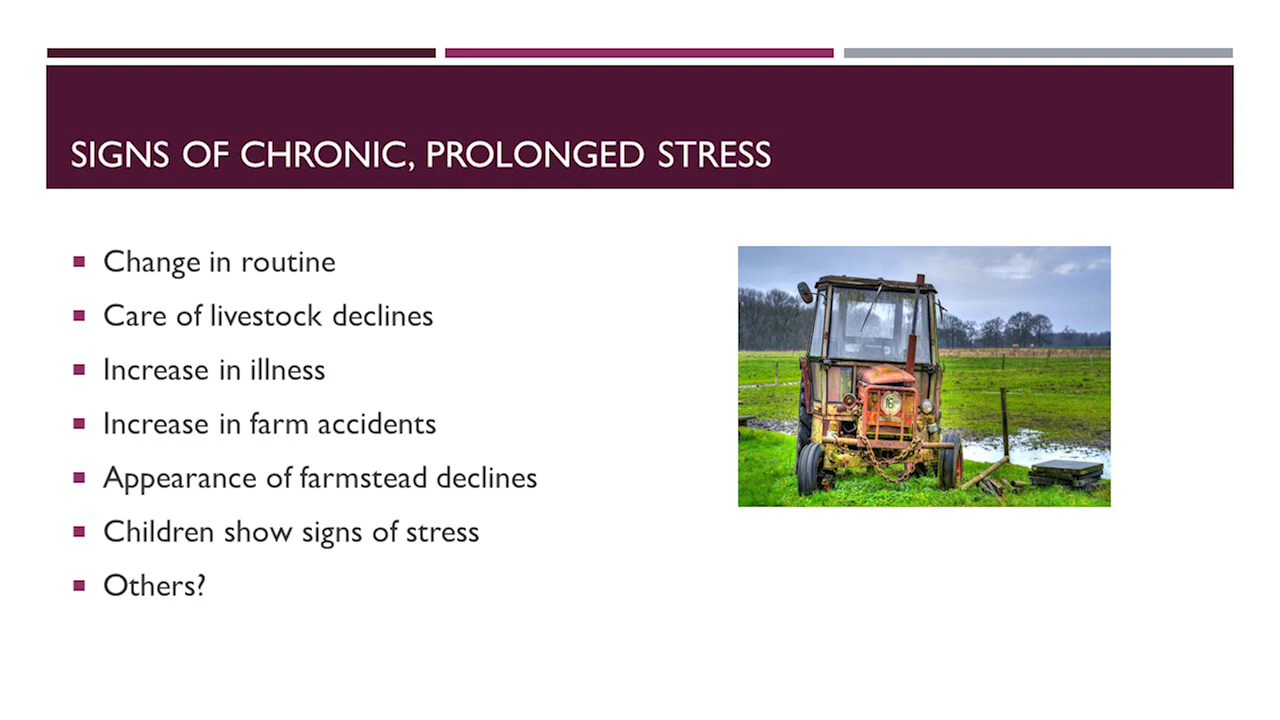 SIGNS OF CHRONIC, PROLONGED STRESS
Change in routine
Care of livestock declines
Increase in illness
Increase in farm accidents
Appearance of farmstead declines
Children show signs of stress
Others?
16